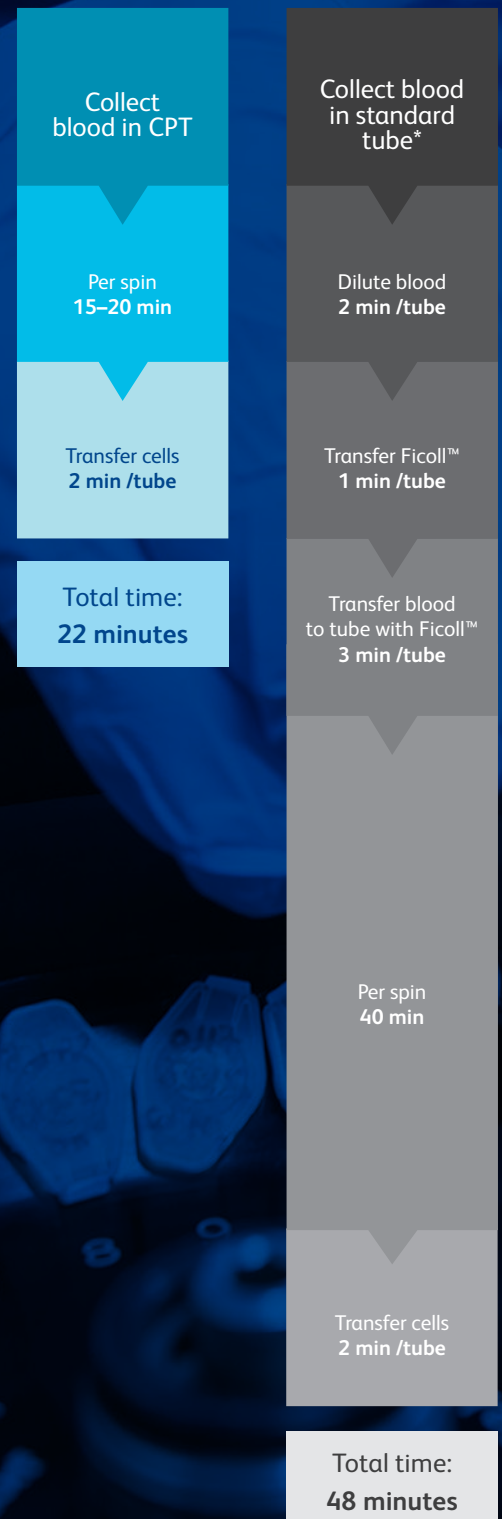 Collect
blood in CPT
Per spin
15–20 min
Transfer cells
2 min /tube
Total time:
22 minutes
Collect blood
in standard
tube*
Dilute blood
2 min /tube
Transfer Ficoll™
1 min /tube
Transfer blood
to tube with Ficoll™
3 min /tube
Per spin
40 min
Transfer cells
2 min /tube
Total time:
48 minutes
8